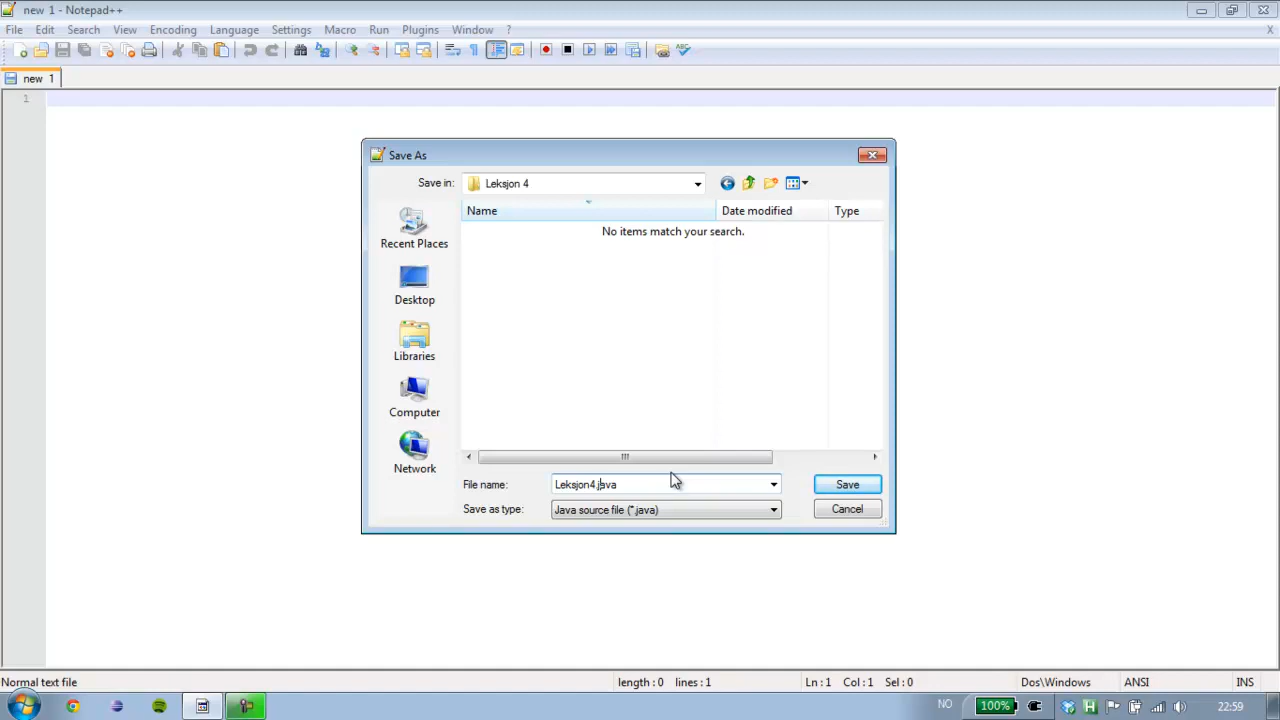 new 1 - Notepad++
File Edit Search View Encoding Language Settings Macro Run Plugins Window ? X
new 1
1
Save As
Save in: Leksjon 4
Name Date modified Type
No items match your search.
Recent Places
Desktop
Libraries
Computer
Network
File name: Leksjon4.java Save
Save as type: Java source file (*.java) Cancel
Normal text file length : 0 lines : 1 Ln : 1 Col : 1 Sel : 0 Dos\Windows ANSI INS
NO 100% 22:59